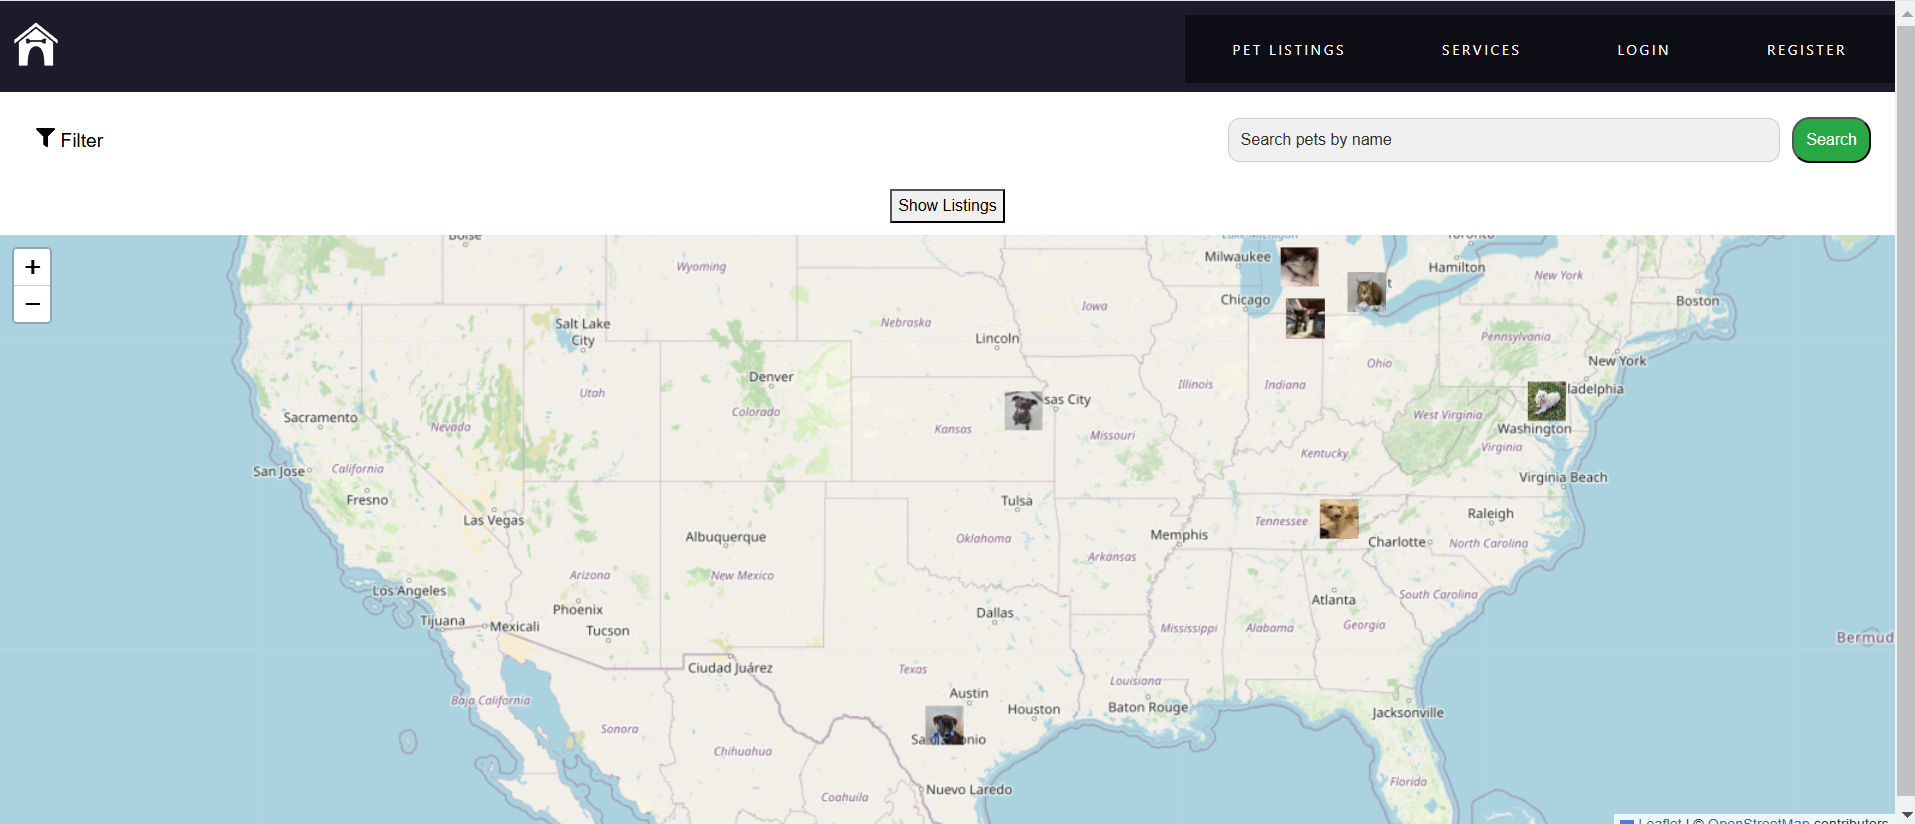 PET LISTINGS
SERVICES
LOGIN
REGISTER
Filter
Search pets by name
Search
Show Listings
+
−
Boise
Lake Michigan
Toronto
Milwaukee
Hamilton
Wyoming
New York
Chicago
Boston
Iowa
Salt Lake
City
Nebraska
Lincoln
Pennsylvania
New York
Ohio
Denver
Utah
Illinois
Indiana
Colorado
sas City
ladelphia
Sacramento
Nevada
Kansas
Missouri
West Virginia
Washington
Virginia
Kentucky
San Jose
California
Virginia Beach
Fresno
Tulsa
Las Vegas
Raleigh
Tennessee
Albuquerque
Oklahoma
Memphis
Charlotte
North Carolina
Arkansas
Arizona
New Mexico
Los Angeles
South Carolina
Phoenix
Atlanta
Dallas
Tijuana
Mexicali
Tucson
Mississippi
Alabama
Georgia
Bermud
Ciudad Juárez
Texas
Louisiana
Baja California
Austin
Houston
Baton Rouge
Jacksonville
Sonora
Sa
onio
Chihuahua
Florida
Nuevo Laredo
Coahuila
Leaflet | © OpenStreetMap contributors